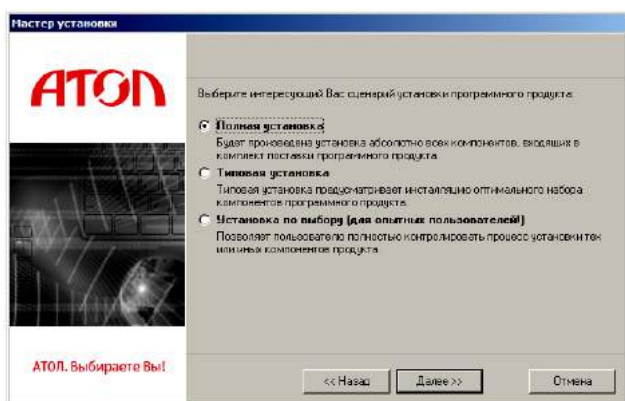 Мастер установки
АТОЛ
Выберите интересующий Вас сценарий установки программного продукта:
Полная установка
Будет произведена установка абсолютно всех компонентов, входящих в
комплект поставки программного продукта
Типовая установка
Типовая установка предусматривает инсталляцию оптимального набора
компонентов программного продукта.
Установка по выбору (для опытных пользователей!)
Позволяет пользователю полностью контролировать процесс установки тех
или иных компонентов продукта
АТОЛ. Выбираете Вы!
<< Назад
Далее >>
Отмена